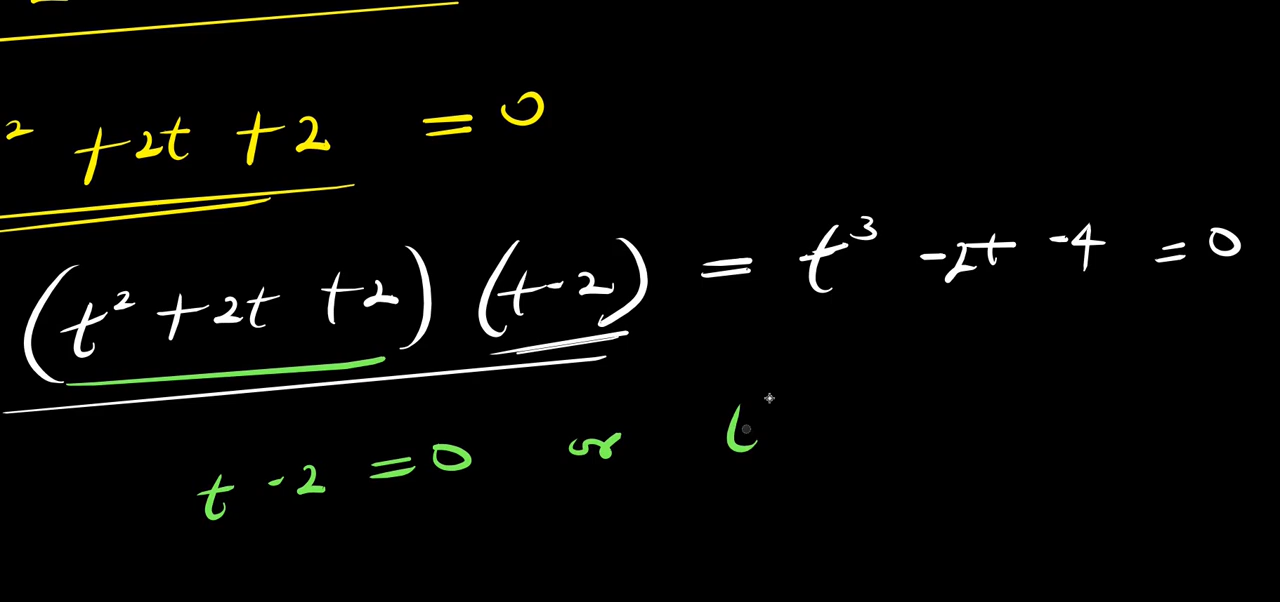 ² +2t +2 = 0
(t² +2t +2) (t-2) = t³ -2t -4 = 0
t -2 = 0 or t